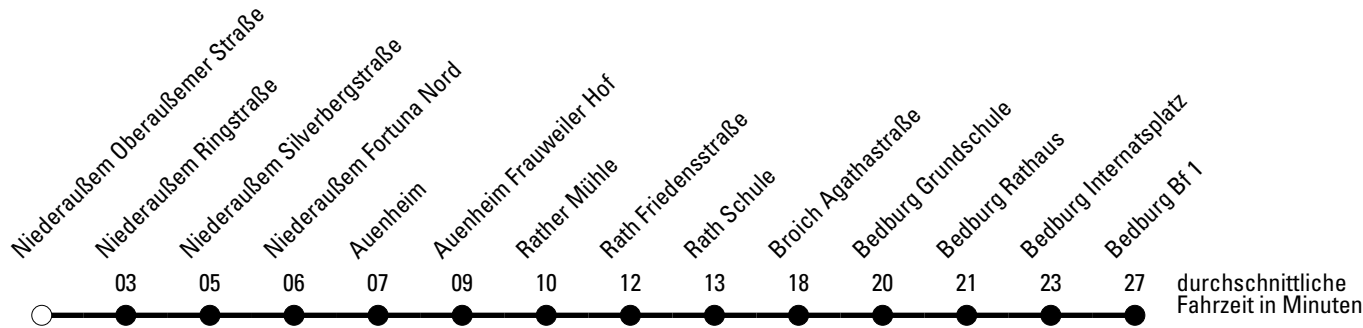 Niederaußem Oberaußemer Straße
Niederaußem Ringstraße
Niederaußem Silverbergstraße
Niederaußem Fortuna Nord
Auenheim
Auenheim Frauweiler Hof
Rather Mühle
Rath Friedensstraße
Rath Schule
Broich Agathastraße
Bedburg Grundschule
Bedburg Rathaus
Bedburg Internatsplatz
Bedburg Bf 1
03 05 06 07 09 10 12 13 18 20 21 23 27
durchschnittliche
Fahrzeit in Minuten